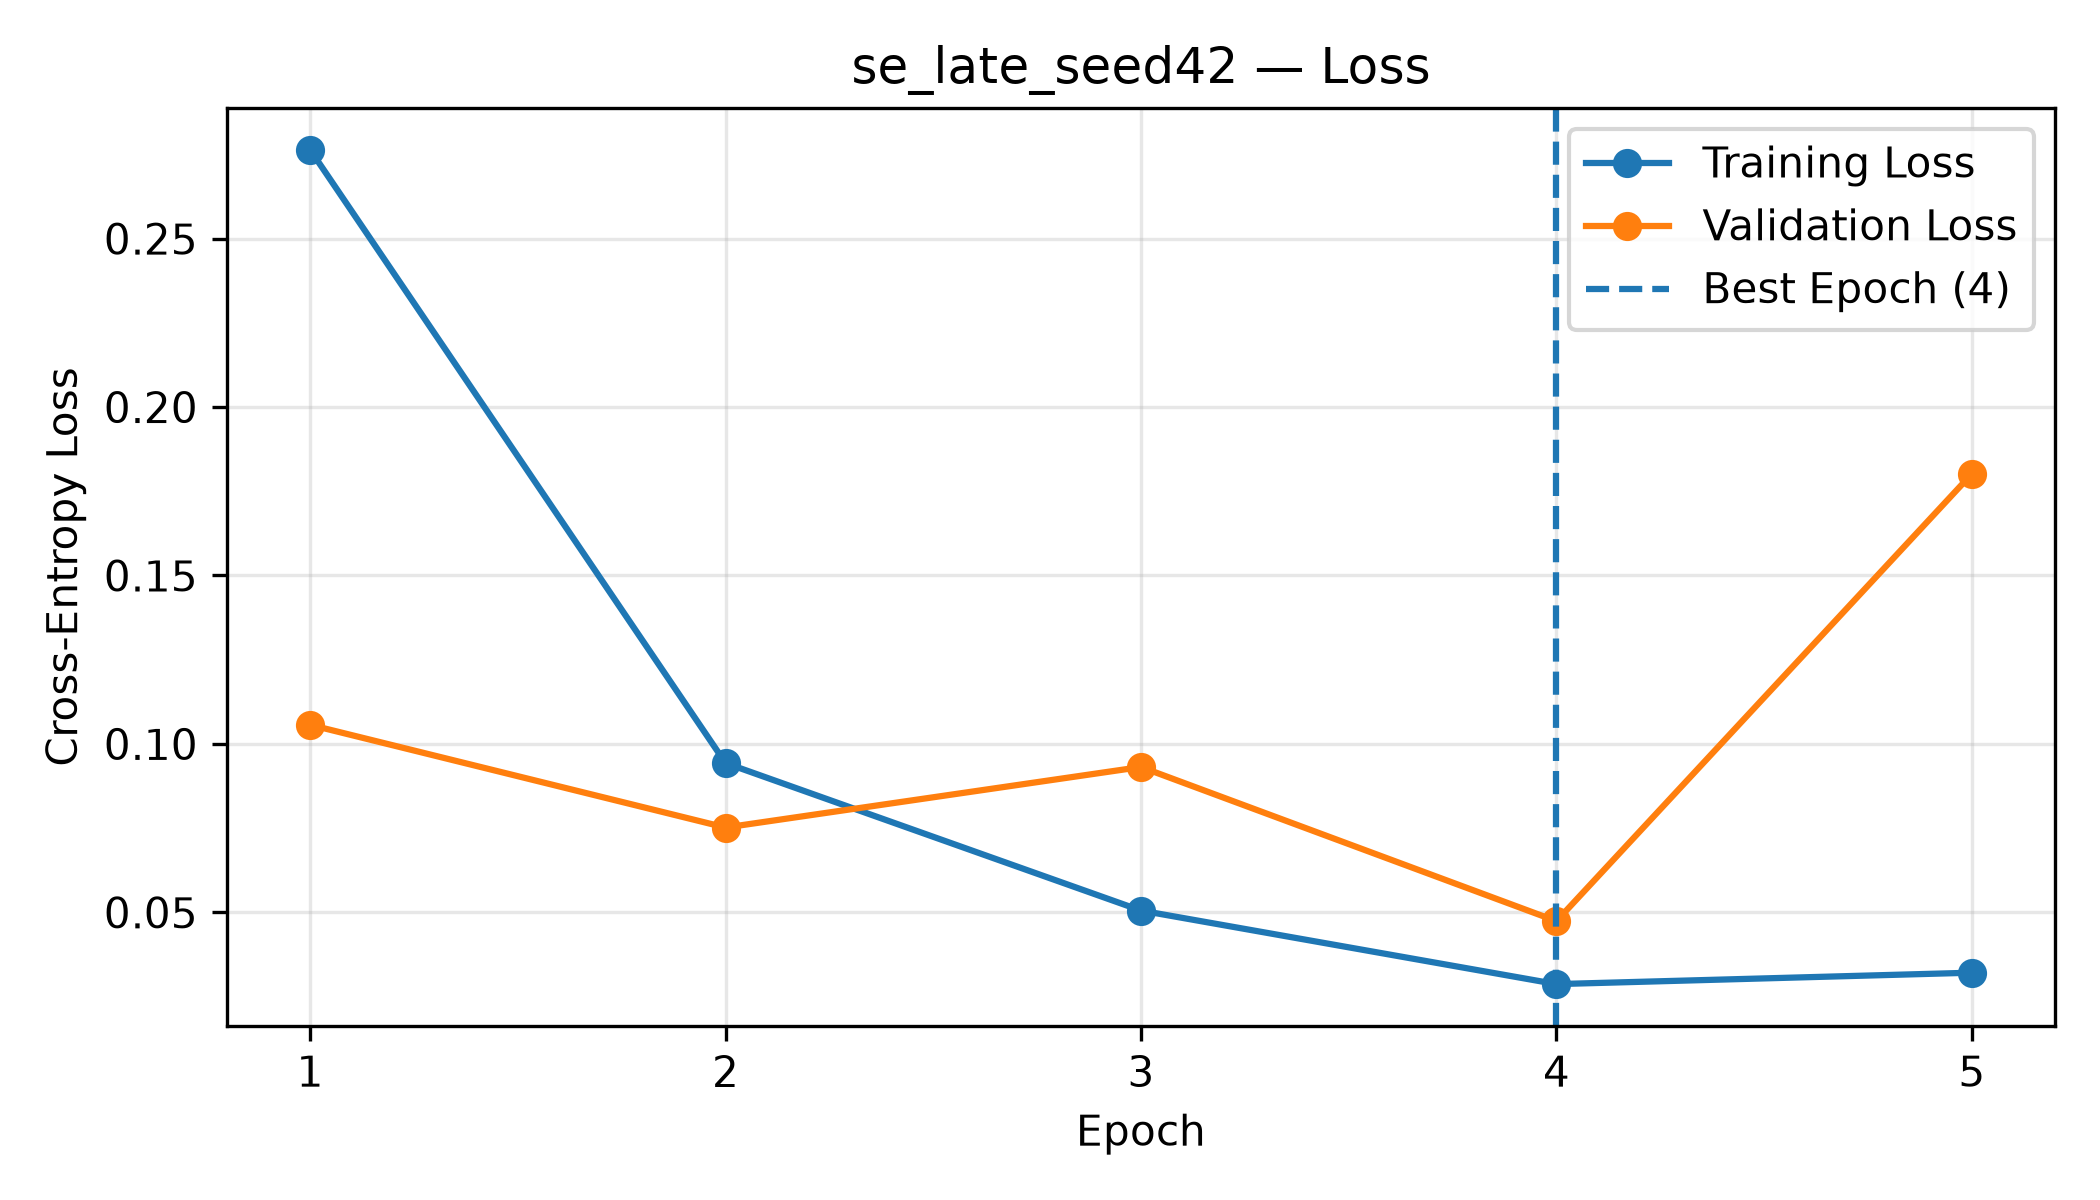 se_late_seed42 — Loss
Training Loss
Validation Loss
Best Epoch (4)
Cross-Entropy Loss
0.25
0.20
0.15
0.10
0.05
1 2 3 4 5
Epoch